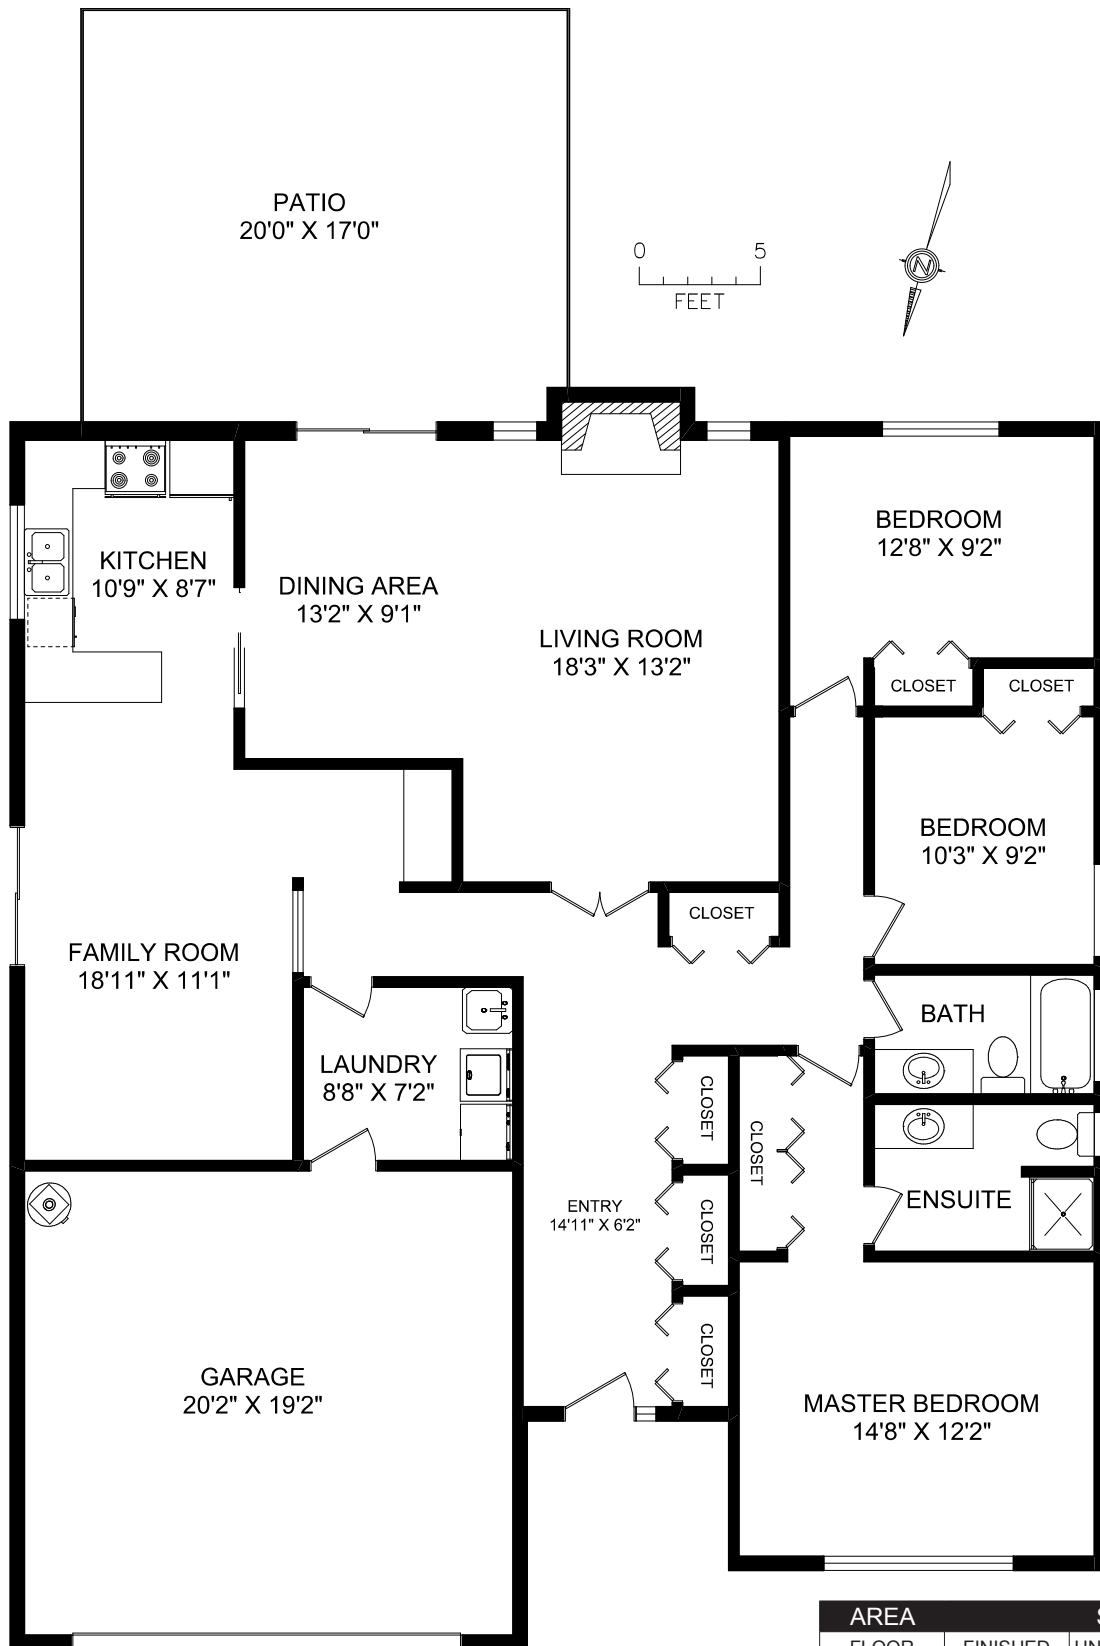 PATIO
20'0" X 17'0"
0 5
FEET
N
KITCHEN
10'9" X 8'7"
DINING AREA
13'2" X 9'1"
LIVING ROOM
18'3" X 13'2"
BEDROOM
12'8" X 9'2"
CLOSET
CLOSET
BEDROOM
10'3" X 9'2"
CLOSET
FAMILY ROOM
18'11" X 11'1"
LAUNDRY
8'8" X 7'2"
BATH
CLOSET
CLOSET
ENSUITE
ENTRY
14'11" X 6'2"
CLOSET
CLOSET
GARAGE
20'2" X 19'2"
MASTER BEDROOM
14'8" X 12'2"
AREA
FLOOR FINISHED